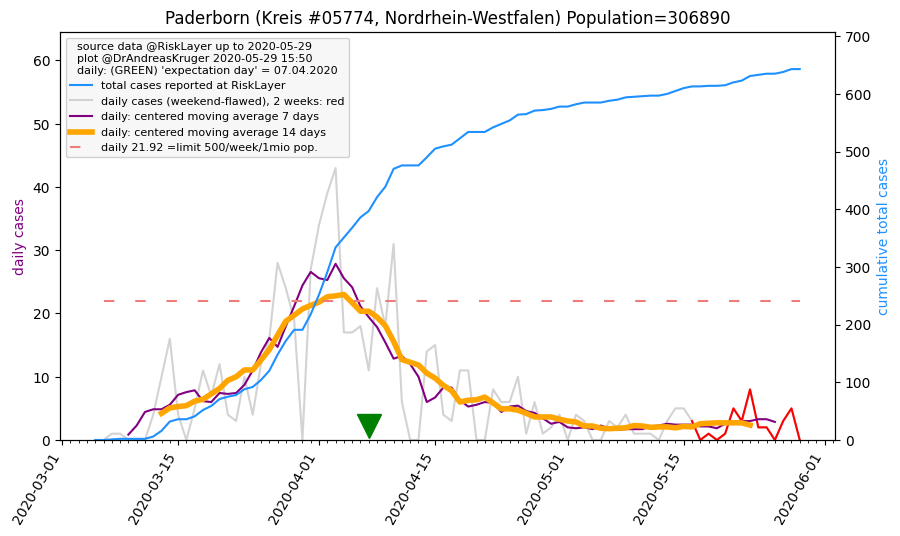 Paderborn (Kreis #05774, Nordrhein-Westfalen) Population=306890
source data @RiskLayer up to 2020-05-29
plot @DrAndreasKruger 2020-05-29 15:50
daily: (GREEN) 'expectation day' = 07.04.2020
total cases reported at RiskLayer
daily cases (weekend-flawed), 2 weeks: red
daily: centered moving average 7 days
daily: centered moving average 14 days
daily 21.92 =limit 500/week/1mio pop.
daily cases
60
50
40
30
20
10
0
cumulative total cases
700
600
500
400
300
200
100
0
2020-03-01
2020-03-15
2020-04-01
2020-04-15
2020-05-01
2020-05-15
2020-06-01